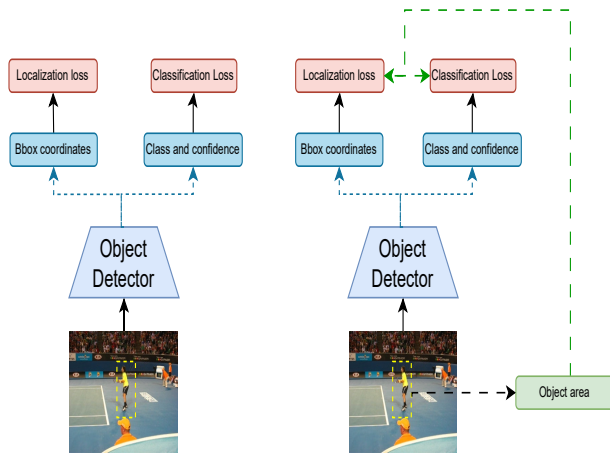 Localization loss
Classification Loss
Localization loss
Classification Loss
Bbox coordinates
Class and confidence
Bbox coordinates
Class and confidence
Object
Detector
Object
Detector
Object area